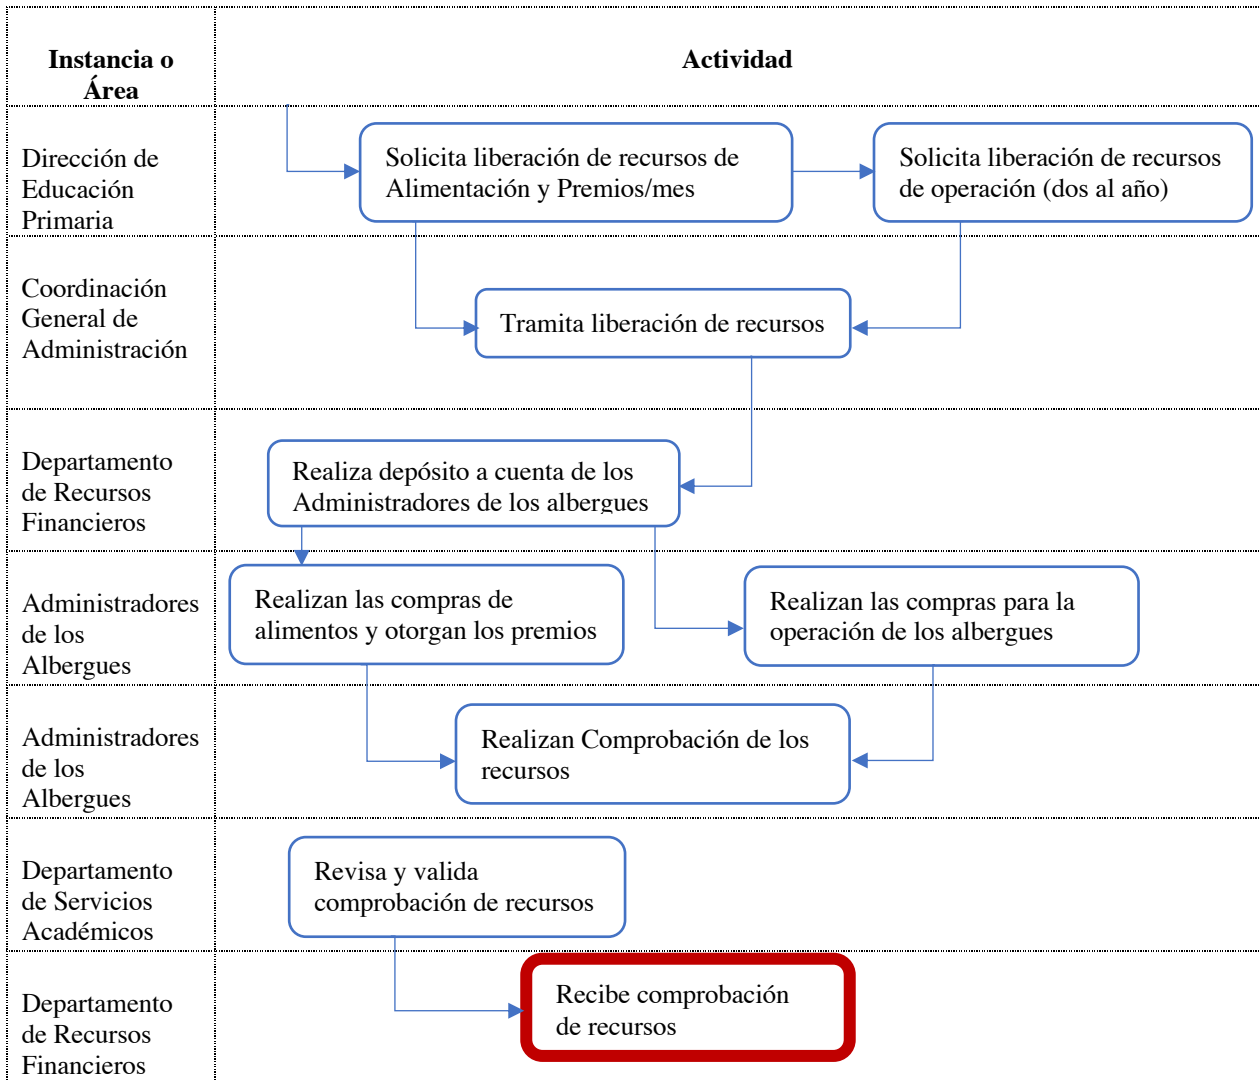 Instancia o
Área
Actividad
Dirección de
Educación
Primaria
Solicita liberación de recursos de
Alimentación y Premios/mes
Solicita liberación de recursos
de operación (dos al año)
Coordinación
General de
Administración
Tramita liberación de recursos
Departamento
de Recursos
Financieros
Realiza depósito a cuenta de los
Administradores de los albergues
Administradores
de los
Albergues
Realizan las compras de
alimentos y otorgan los premios
Realizan las compras para la
operación de los albergues
Administradores
de los
Albergues
Realizan Comprobación de los
recursos
Departamento
de Servicios
Académicos
Revisa y valida
comprobación de recursos
Departamento
de Recursos
Financieros
Recibe comprobación
de recursos